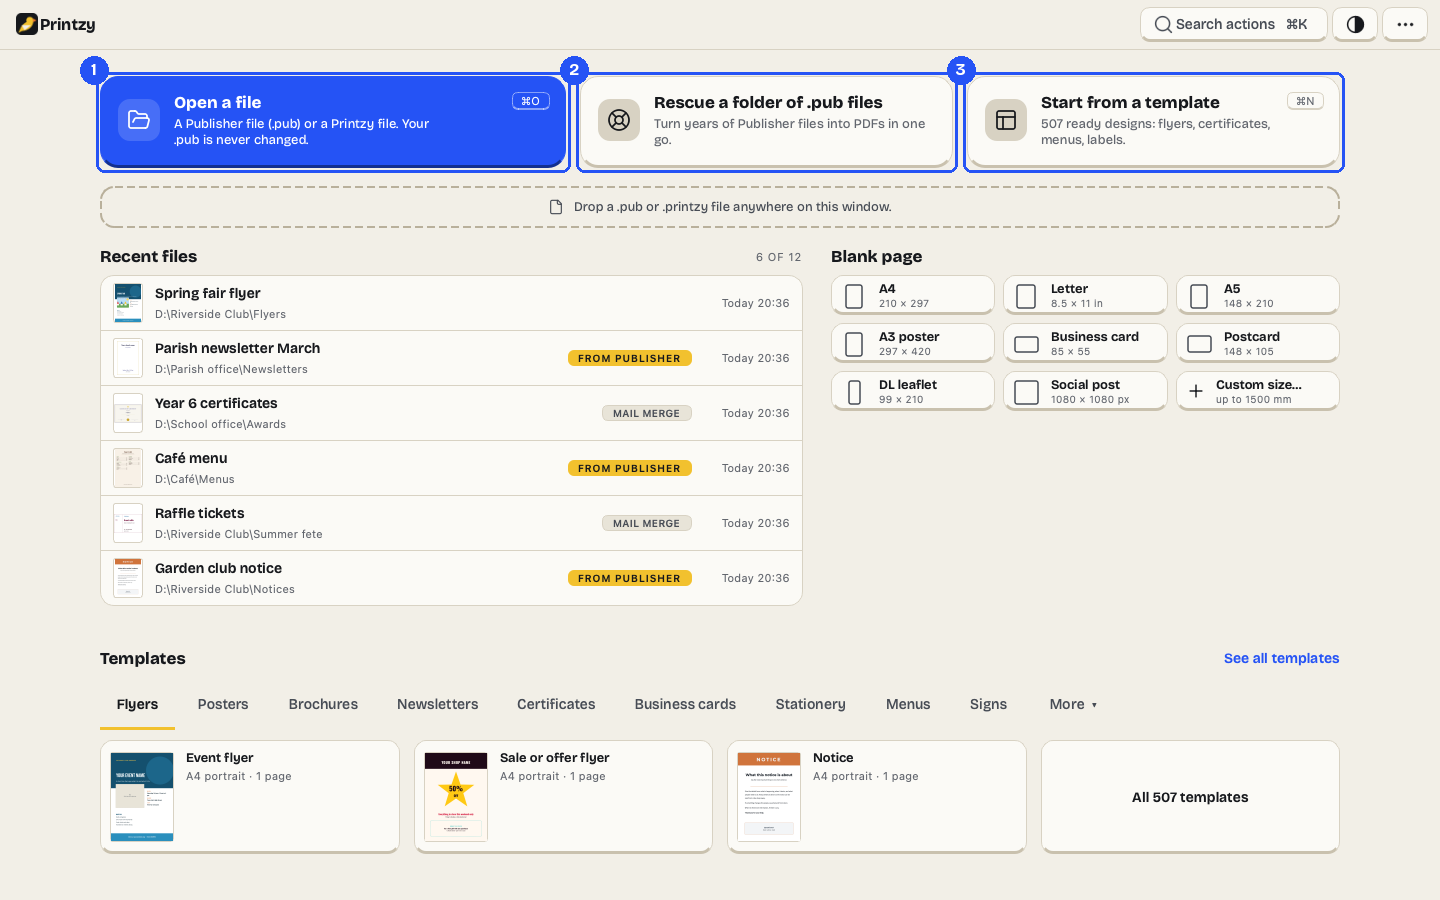 Printzy
Search actions ⌘K
1
2
3
Open a file
⌘O
A Publisher file (.pub) or a Printzy file. Your
.pub is never changed.
Rescue a folder of .pub files
Turn years of Publisher files into PDFs in one
go.
Start from a template
⌘N
507 ready designs: flyers, certificates,
menus, labels.
Drop a .pub or .printzy file anywhere on this window.
Recent files
6 OF 12
Spring fair flyer
D:\Riverside Club\Flyers
Today 20:36
Parish newsletter March
D:\Parish office\Newsletters
FROM PUBLISHER
Today 20:36
Year 6 certificates
D:\School office\Awards
MAIL MERGE
Today 20:36
Café menu
D:\Café\Menus
FROM PUBLISHER
Today 20:36
Raffle tickets
D:\Riverside Club\Summer fete
MAIL MERGE
Today 20:36
Garden club notice
D:\Riverside Club\Notices
FROM PUBLISHER
Today 20:36
Blank page
A4
210 × 297
Letter
8.5 × 11 in
A5
148 × 210
A3 poster
297 × 420
Business card
85 × 55
Postcard
148 × 105
DL leaflet
99 × 210
Social post
1080 × 1080 px
Custom size...
up to 1500 mm
Templates
See all templates
Flyers
Posters
Brochures
Newsletters
Certificates
Business cards
Stationery
Menus
Signs
More
YOUR EVENT NAME
Event flyer
A4 portrait · 1 page
YOUR SHOP NAME
50%
Sale or offer flyer
A4 portrait · 1 page
NOTICE
What this notice is about
Notice
A4 portrait · 1 page
All 507 templates